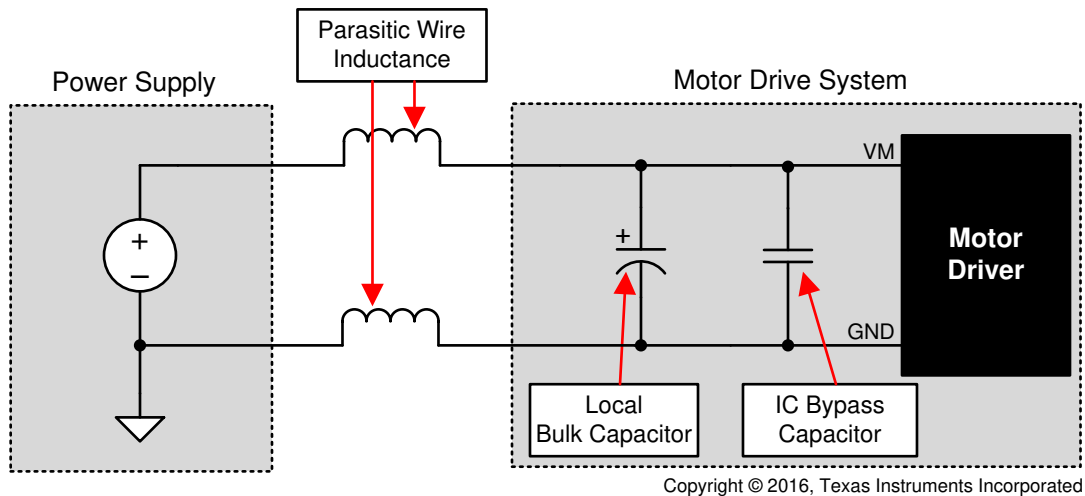 Parasitic Wire
Inductance
Power Supply
Motor Drive System
VM
+
–
+
Motor
Driver
GND
Local
Bulk Capacitor
IC Bypass
Capacitor
Copyright © 2016, Texas Instruments Incorporated